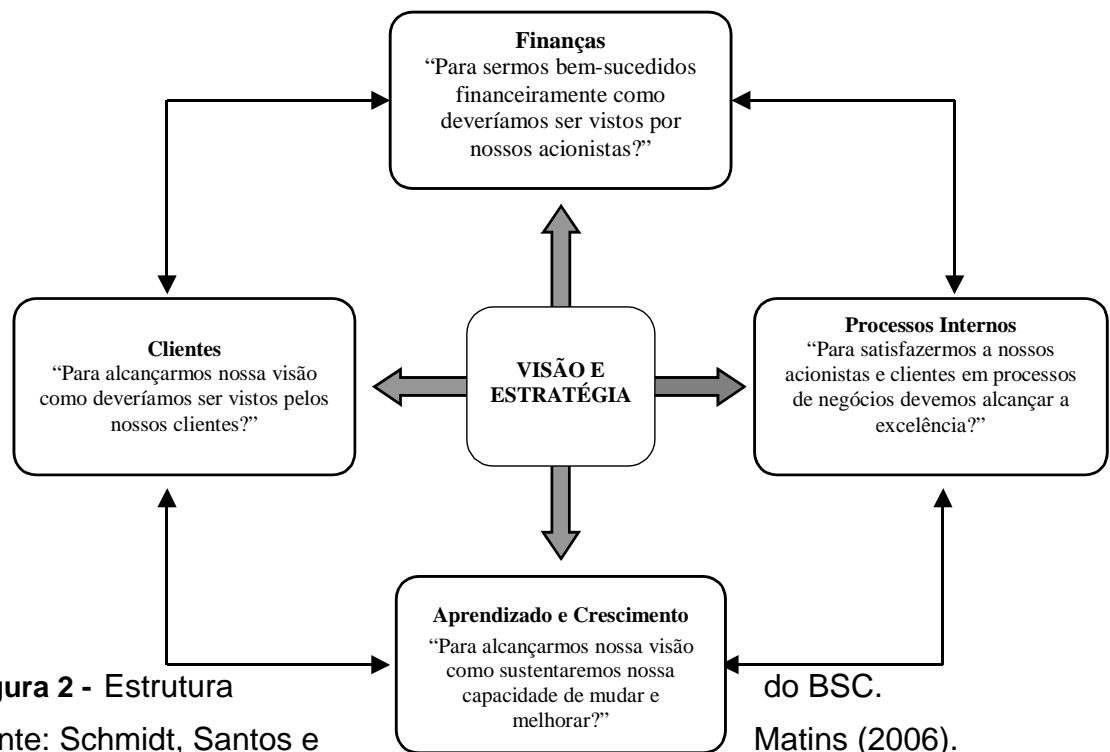 Finanças
“Para sermos bem-sucedidos
financeiramente como
deveríamos ser vistos por
nossos acionistas?”
Clientes
“Para alcançarmos nossa visão
como deveríamos ser vistos pelos
nossos clientes?”
VISÃO E
ESTRATÉGIA
Processos Internos
“Para satisfazermos a nossos
acionistas e clientes em processos
de negócios devemos alcançar a
excelência?”
Aprendizado e Crescimento
“Para alcançarmos nossa visão
como sustentaremos nossa
capacidade de mudar e
melhorar?”
gura 2 - Estrutura do BSC.
nte: Schmidt, Santos e Matins (2006).